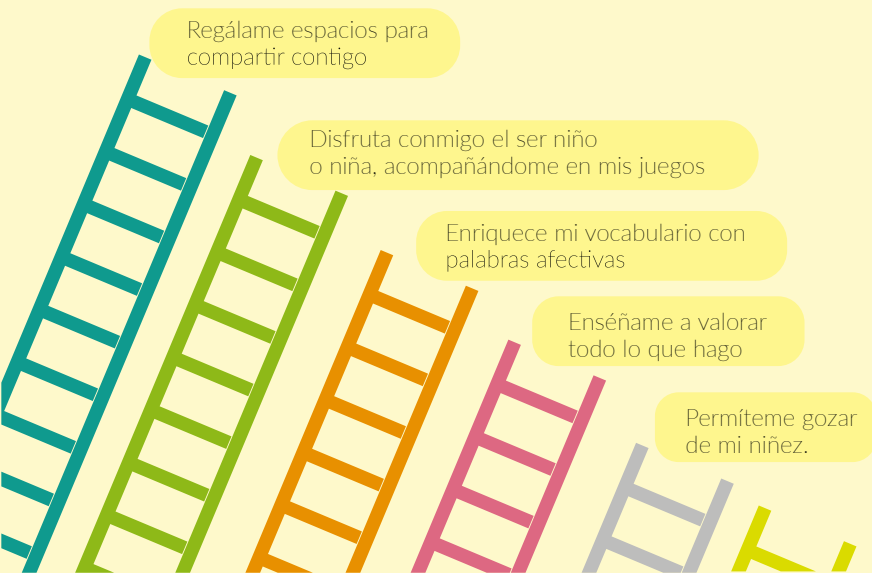 Regálame espacios para
compartir contigo
Disfruta conmigo el ser niño
o niña, acompañándome en mis juegos
Enriquece mi vocabulario con
palabras afectivas
Enséñame a valorar
todo lo que hago
Permíteme gozar
de mi niñez.